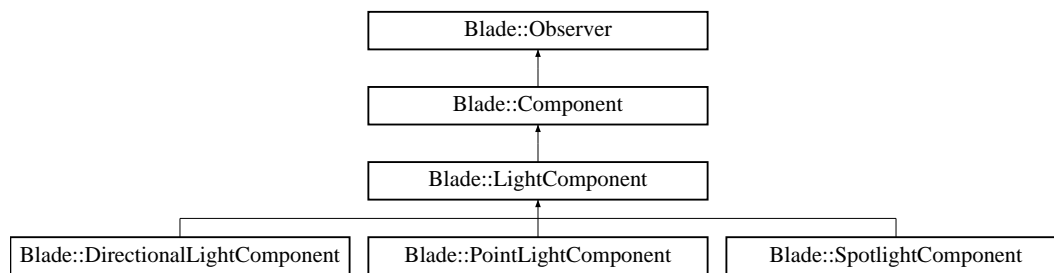 Blade::Observer
Blade::Component
Blade::LightComponent
Blade::DirectionalLightComponent
Blade::PointLightComponent
Blade::SpotlightComponent